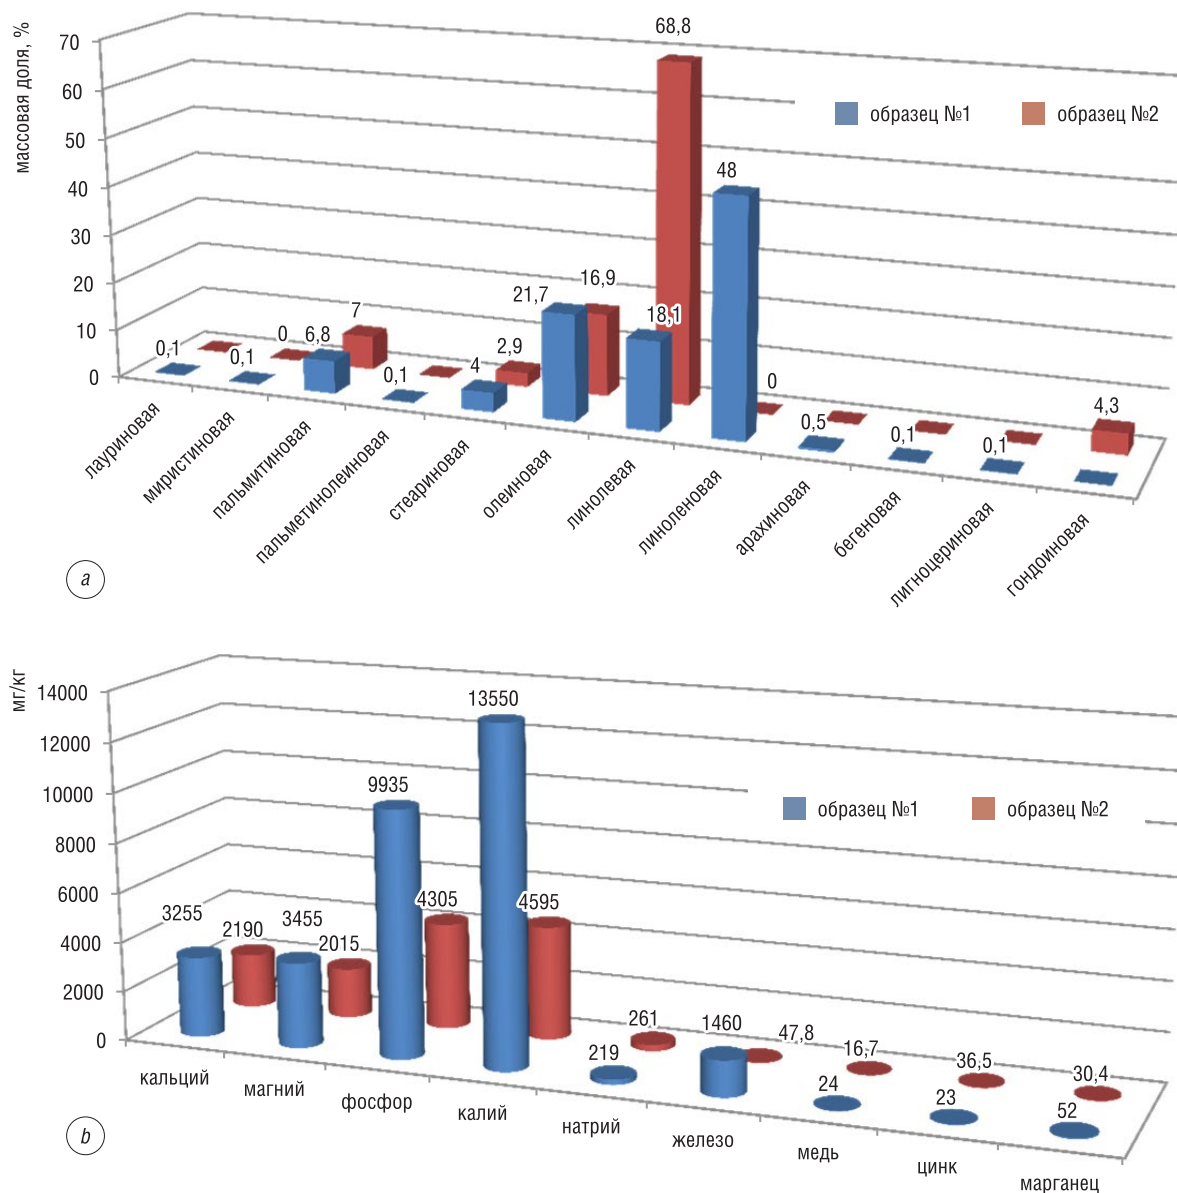 массовая доля, %
70
60
50
40
30
20
10
0
68,8
образец №1
образец №2
48
16,9
21,7
18,1
7
0
6,8
2,9
4
0,1
0,1
0,1
0
0,5
0,1
0,1
4,3
лауриновая
миристиновая
пальмитиновая
пальметинолеиновая
стеариновая
олеиновая
линолевая
линоленовая
арахиновая
бегеновая
лигноцериновая
гондоиновая
a
мг/кг
14000
12000
10000
8000
6000
4000
2000
0
13550
9935
образец №1
образец №2
4305
4595
3255
2190
3455
2015
261
219
1460
47,8
16,7
36,5
30,4
24
23
52
кальций
магний
фосфор
калий
натрий
железо
медь
цинк
марганец
b